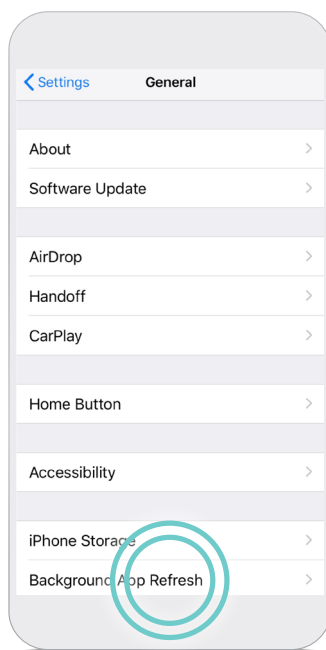 Settings General
About
Software Update
AirDrop
Handoff
CarPlay
Home Button
Accessibility
iPhone Storage
Background App Refresh